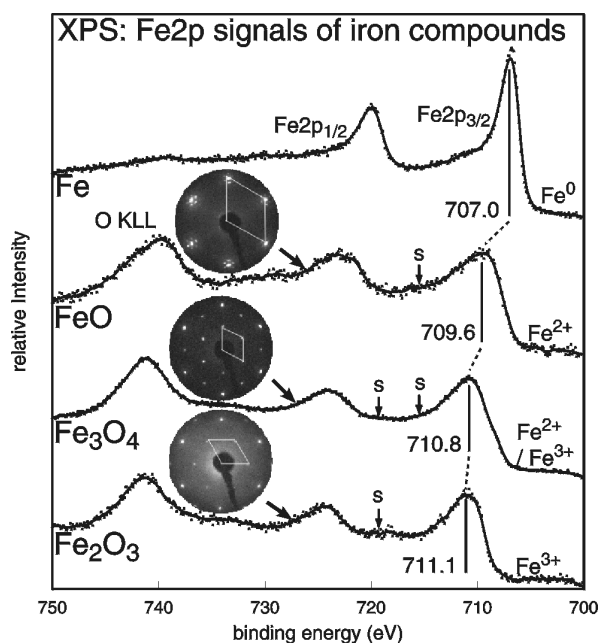 XPS: Fe2p signals of iron compounds
Fe2p1/2
Fe2p3/2
Fe
Fe0
707.0
O KLL
s
FeO
709.6
Fe2+
s
s
Fe3O4
710.8
Fe2+
/ Fe3+
s
Fe2O3
711.1
Fe3+
relative Intensity
750
740
730
720
710
700
binding energy (eV)